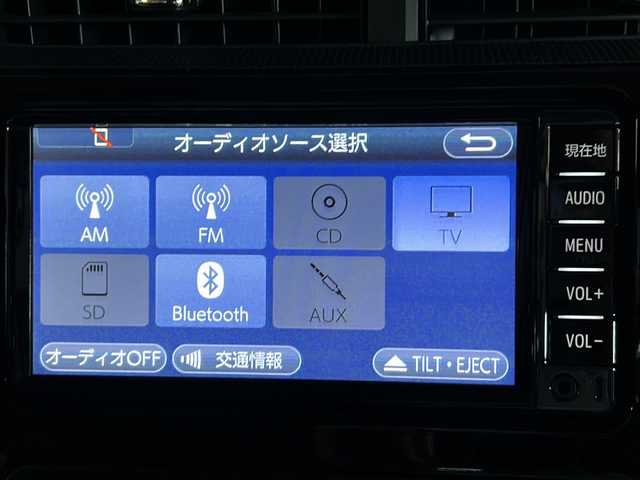 オーディオソース選択
AM
FM
CD
TV
SD
Bluetooth
AUX
オーディオOFF
交通情報
TILT・EJECT
現在地
AUDIO
MENU
VOL+
VOL-